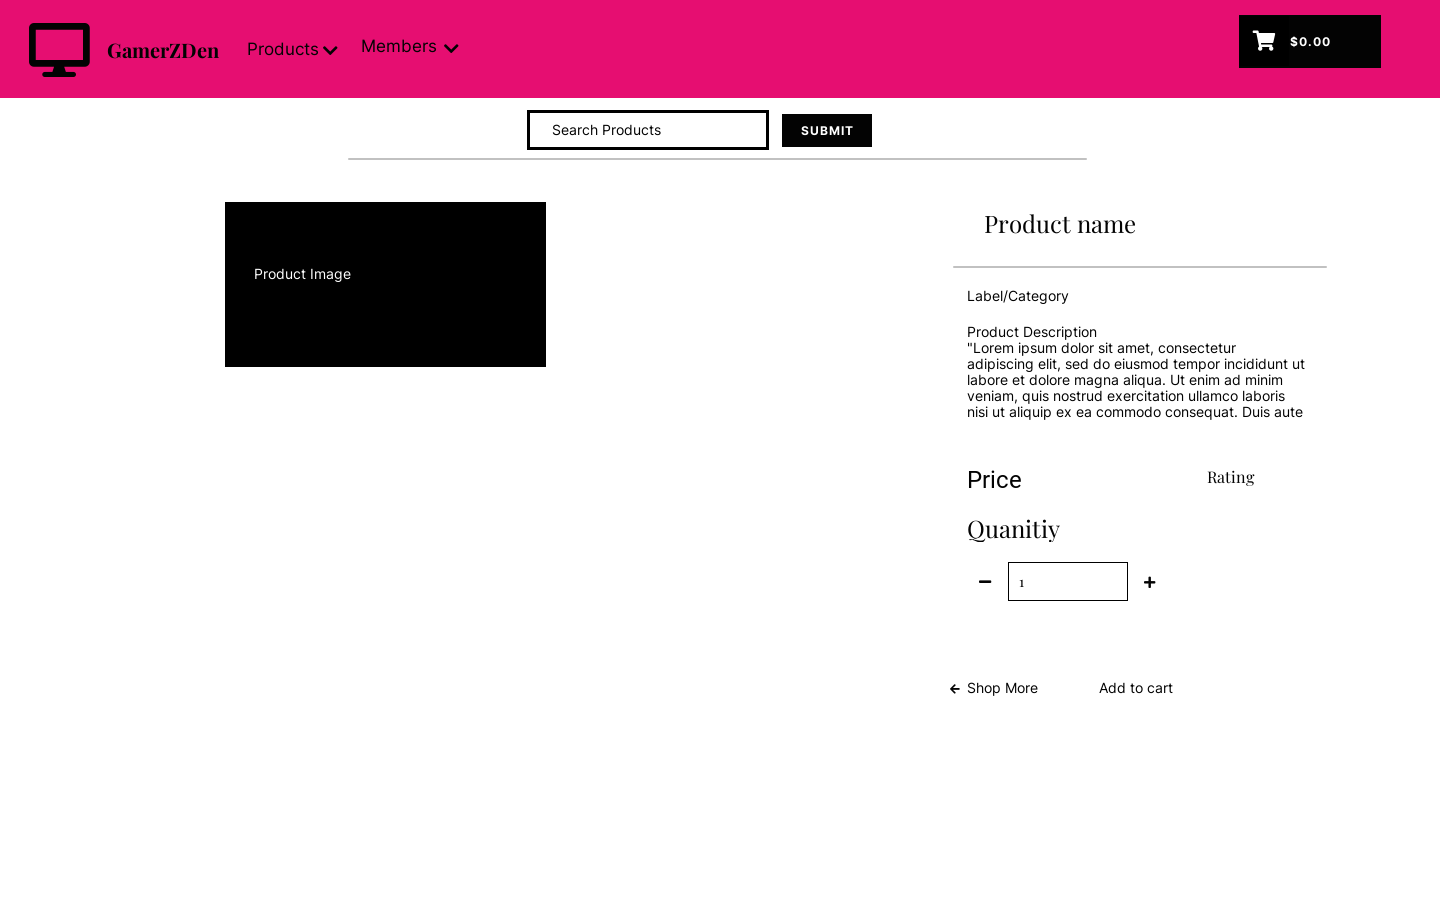 GamerZDen
Products
Members
$0.00
Search Products
SUBMIT
Product Image
Product name
Label/Category
Product Description
"Lorem ipsum dolor sit amet, consectetur
adipiscing elit, sed do eiusmod tempor incididunt ut
labore et dolore magna aliqua. Ut enim ad minim
veniam, quis nostrud exercitation ullamco laboris
nisi ut aliquip ex ea commodo consequat. Duis aute
Price
Rating
Quanitiy
1
Shop More
Add to cart